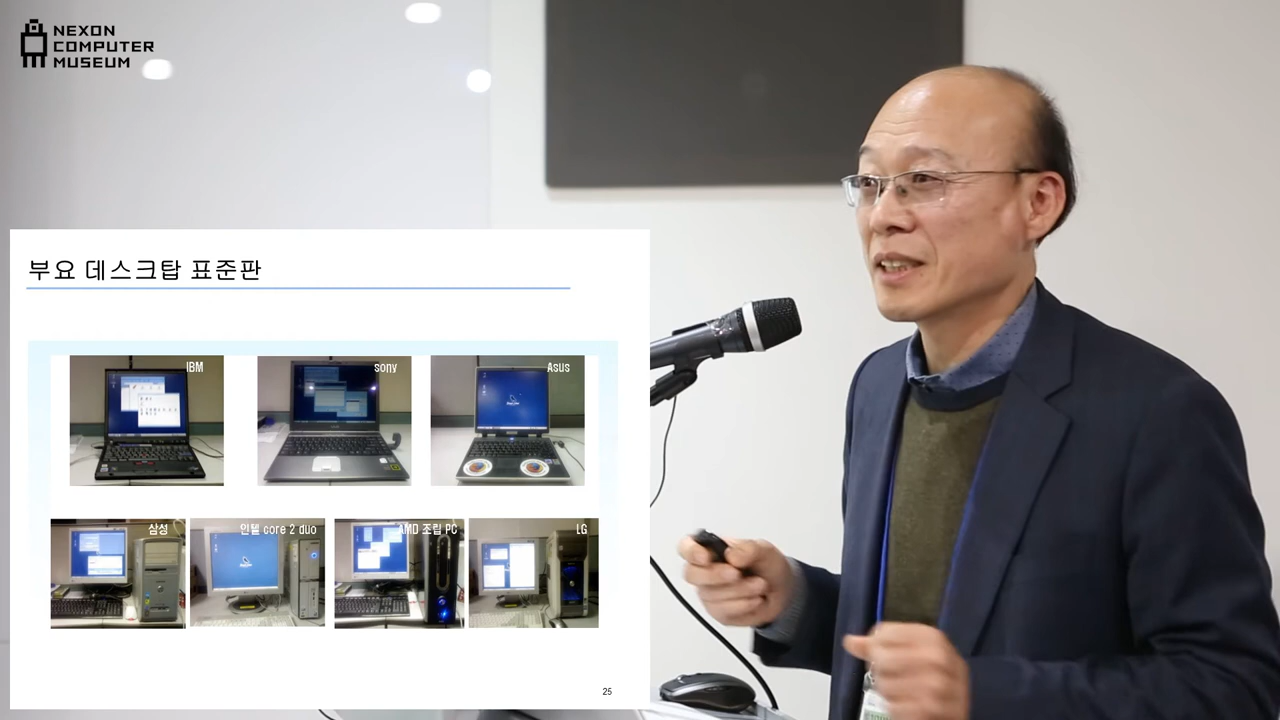 NEXON
COMPUTER
MUSEUM
부요 데스크탑 표준판
IBM
sony
Asus
삼성
인텔 core 2 duo
AMD 조립 PC
LG
25